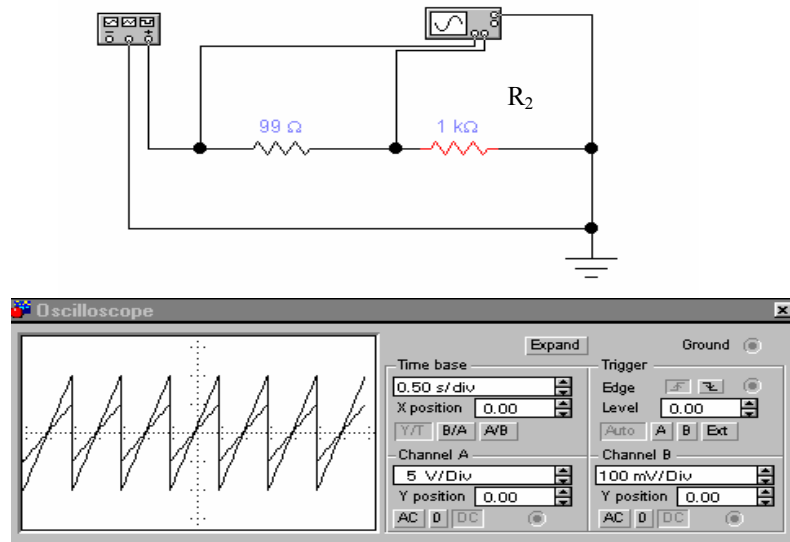 R2
99 Ω
1 kΩ
Oscilloscope
Expand
Ground
Time base
0.50 s/div
X position 0.00
Y/T B/A A/B
Trigger
Edge
Level 0.00
Auto A B Ext
Channel A
5 V/Div
Y position 0.00
AC 0 DC
Channel B
100 mV/Div
Y position 0.00
AC 0 DC